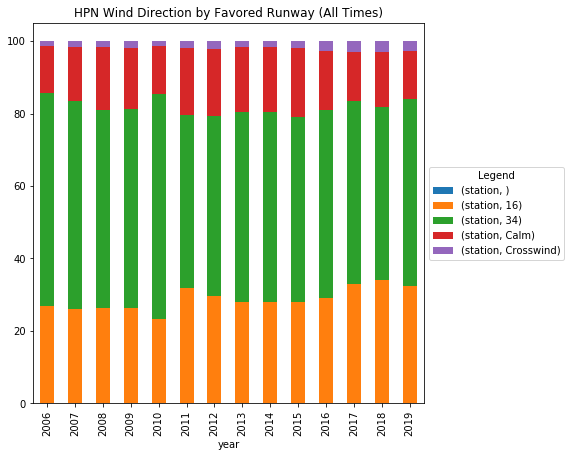 HPN Wind Direction by Favored Runway (All Times)
100
80
60
40
20
0
2006
2007
2008
2009
2010
2011
2012
2013
2014
2015
2016
2017
2018
2019
year
Legend
(station, )
(station, 16)
(station, 34)
(station, Calm)
(station, Crosswind)